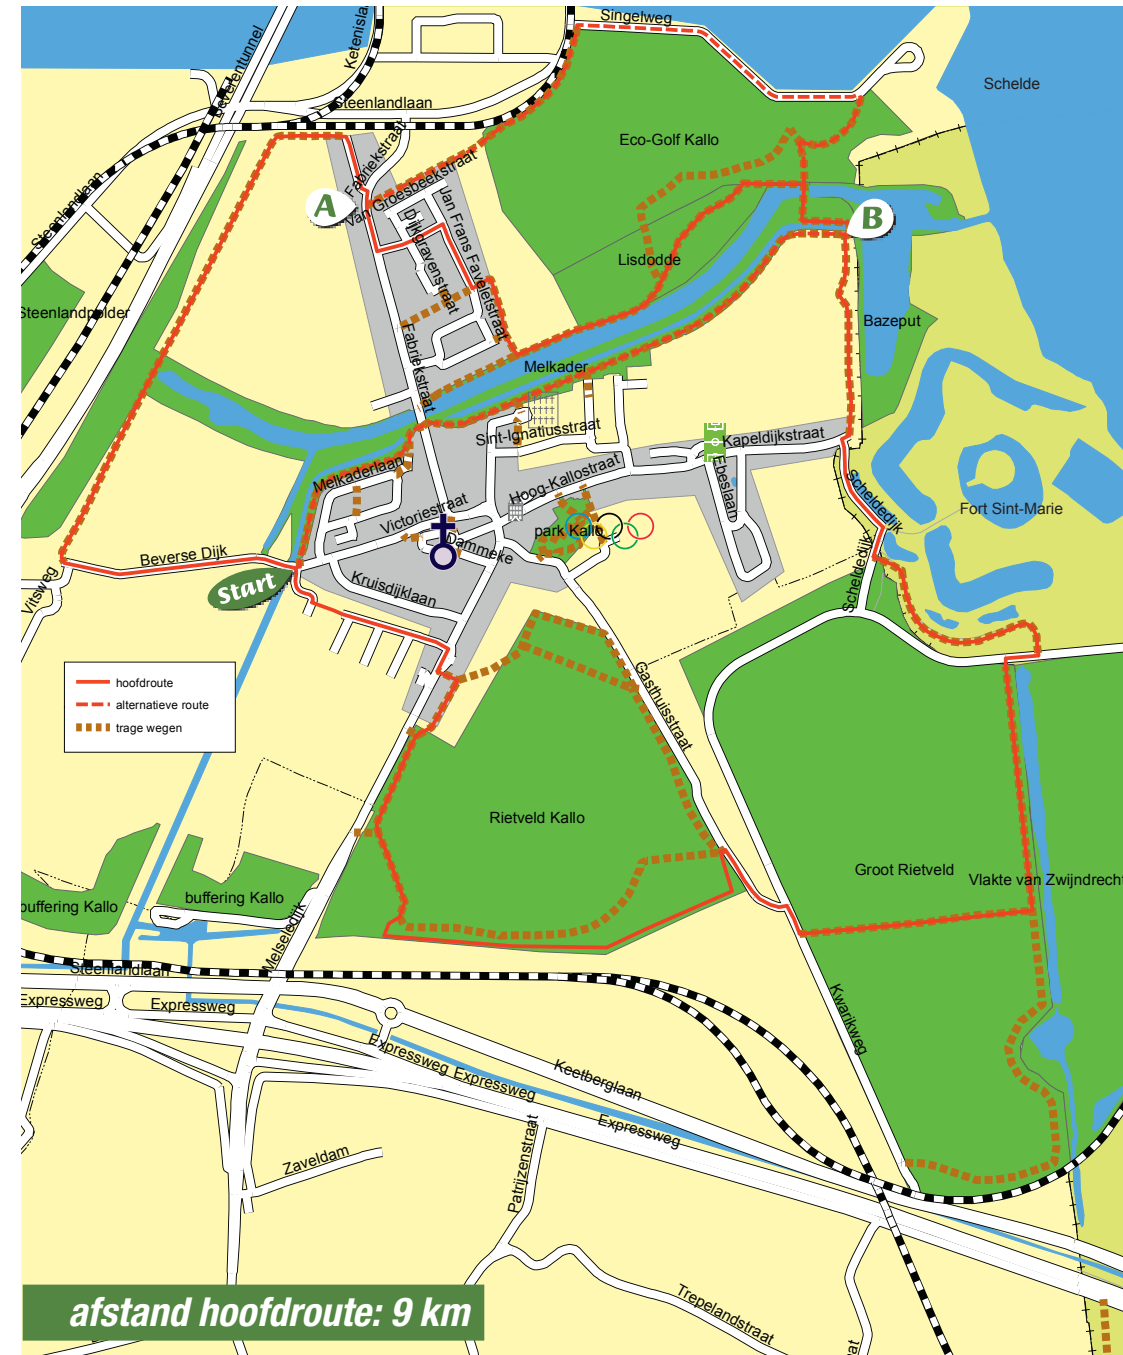 Singelweg
Ketenisla
Beverentunnel
Schelde
Steenlandlaan
Eco-Golf Kallo
Fabriekstraat
Van Groesbeekstraat
Steenlandlaan
A
Jan Frans Faveletstraat
B
Dijkgravenstraat
Lisdodde
Steenlandpolder
Bazeput
Fabriekstraat
Melkader
Sint-Ignatiusstraat
Kapeldijkstraat
Melkaderlaan
Hoog-Kallostraat
Ebeslaan
Scheldedijk
Victoriestraat
Fort Sint-Marie
park Kallo
Dammeke
Beverse Dijk
Scheldedijk
Vitsweg
Start
Kruisdijklaan
hoofdroute
alternatieve route
trage wegen
Gasthuisstraat
Rietveld Kallo
Groot Rietveld
Vlakte van Zwijndrecht
buffering Kallo
buffering Kallo
Melseledijk
Steenlandlaan
Expressweg
Expressweg
Kwarikweg
Expressweg
Expressweg
Keetberglaan
Expressweg
Zaveldam
Patrijzenstraat
Trepelandstraat
aat
afstand hoofdroute: 9 km